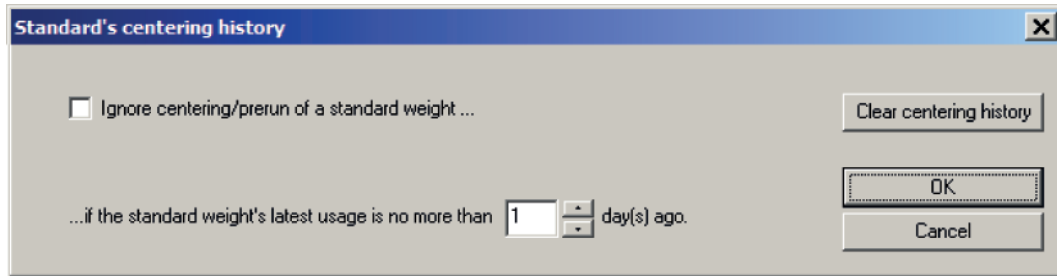 Standard's centering history
Ignore centering/prerun of a standard weight ...
Clear centering history
OK
...if the standard weight's latest usage is no more than 1 day(s) ago.
Cancel